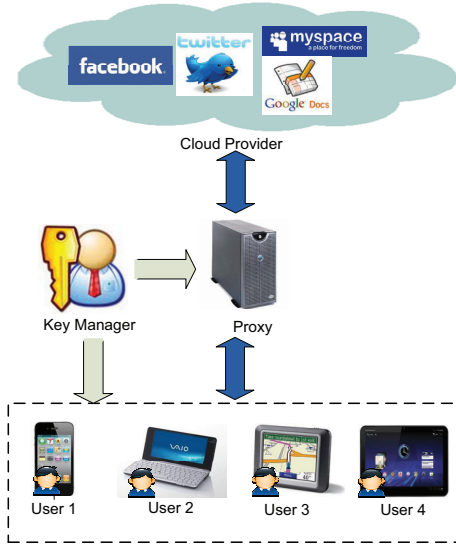 facebook.
twitter
myspace
a place for freedom
Google Docs
Cloud Provider
Key Manager
Proxy
VAIO
User 1
User 2
User 3
User 4